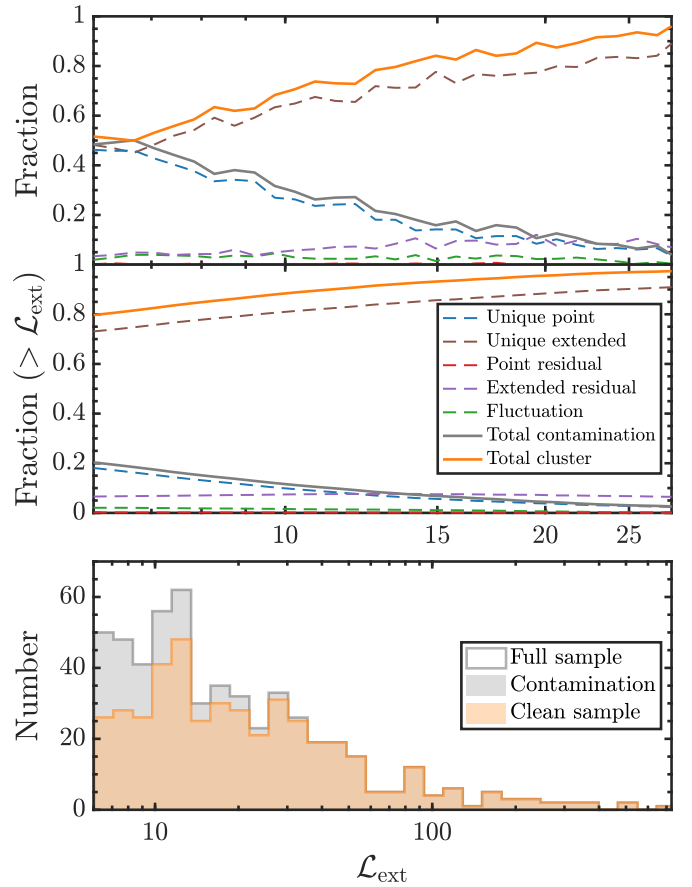 1
0.8
0.6
0.4
0.2
Fraction
1
0.8
0.6
0.4
0.2
0
Fraction (> ℒext)
Unique point
Unique extended
Point residual
Extended residual
Fluctuation
Total contamination
Total cluster
10 15 20 25
60
40
20
0
Number
Full sample
Contamination
Clean sample
10 100
ℒext